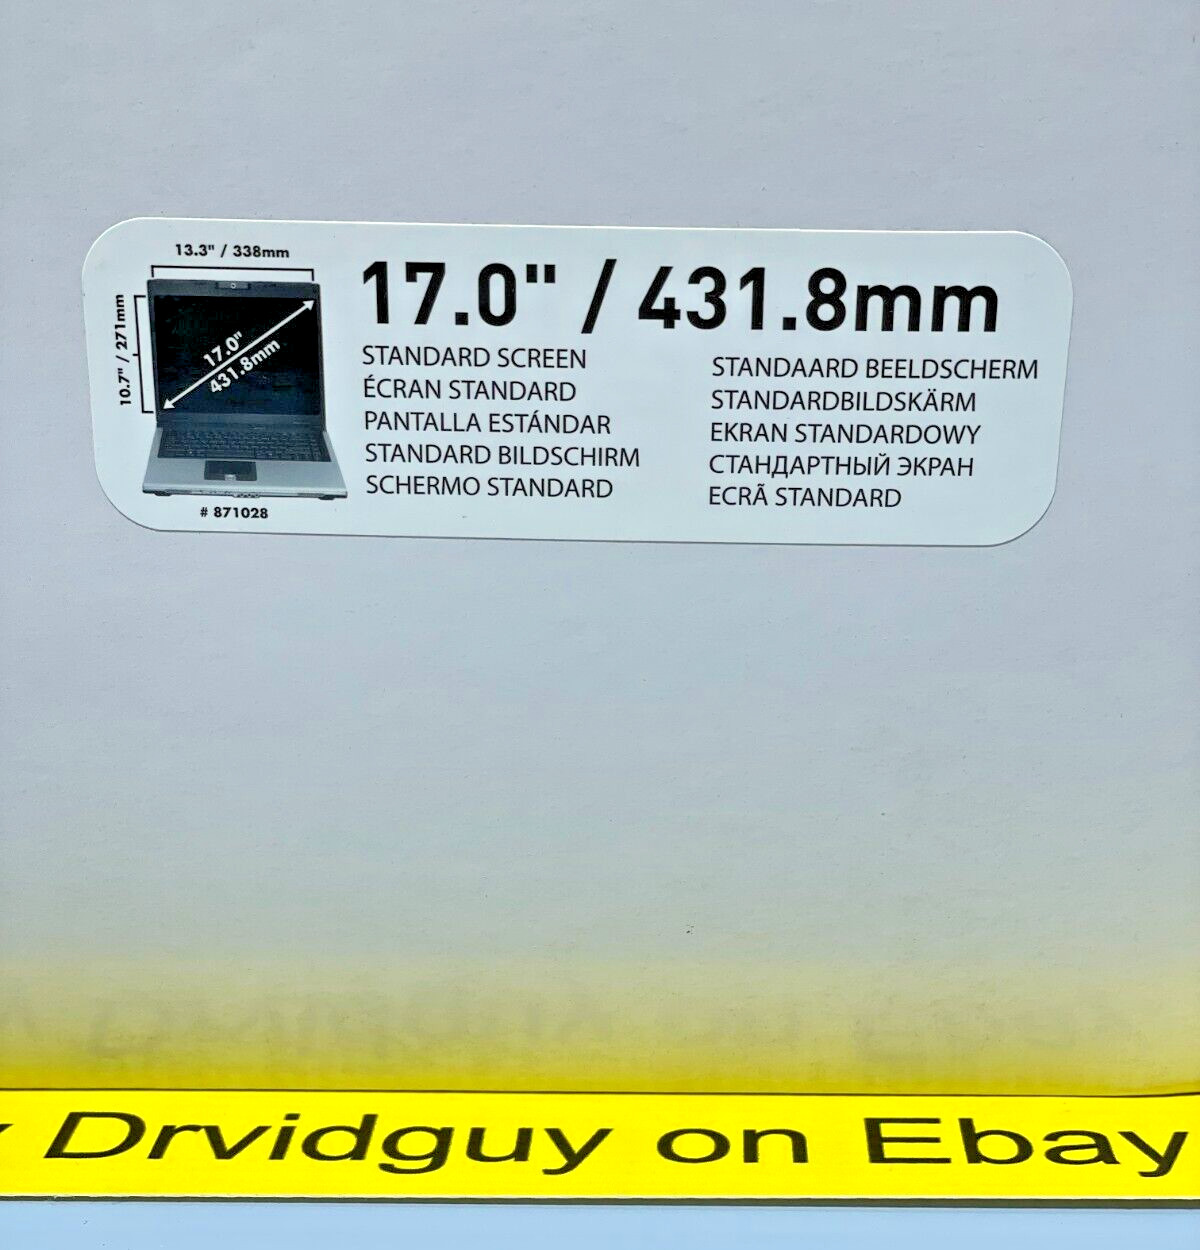 13.3" / 338mm
10.7" / 271mm
17.0"
431.8mm
# 871028
17.0" / 431.8mm
STANDARD SCREEN
ÉCRAN STANDARD
PANTALLA ESTÁNDAR
STANDARD BILDSCHIRM
SCHERMO STANDARD
STANDAARD BEELDSCHERM
STANDARDBILDSKÄRM
EKRAN STANDARDOWY
СТАНДАРТНЫЙ ЭКРАН
ECRÃ STANDARD
Drvidguy on Ebay